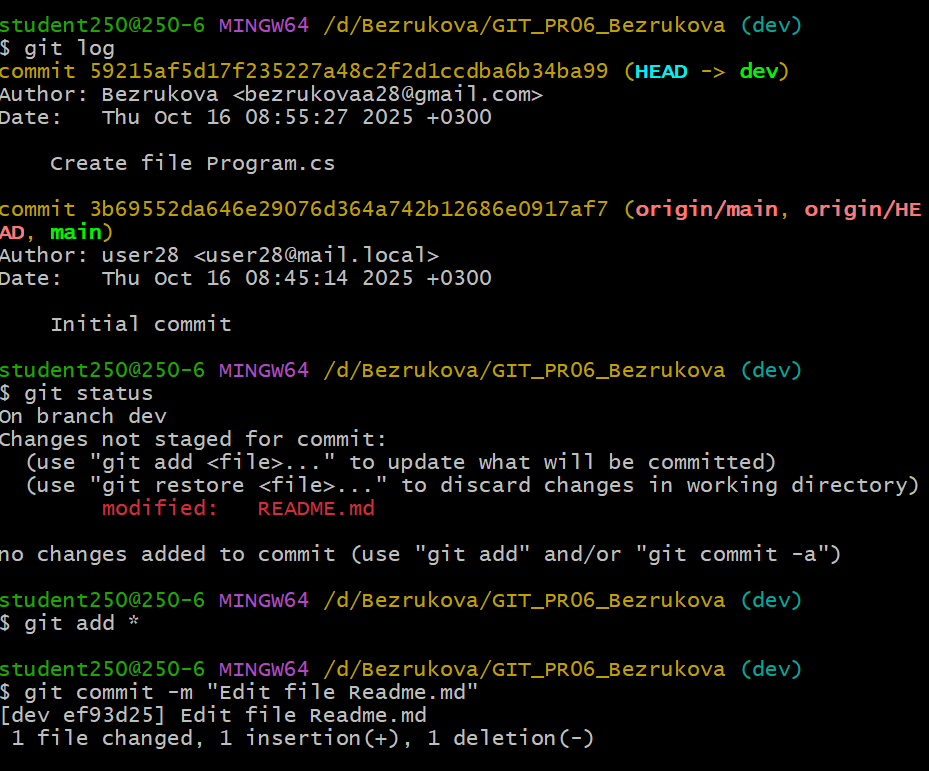 student250@250-6 MINGW64 /d/Bezrukova/GIT_PR06_Bezrukova (dev)
$ git log
commit 59215af5d17f235227a48c2f2d1ccdba6b34ba99 (HEAD -> dev)
Author: Bezrukova <bezrukovaa28@gmail.com>
Date:   Thu Oct 16 08:55:27 2025 +0300

    Create file Program.cs

commit 3b69552da646e29076d364a742b12686e0917af7 (origin/main, origin/HE
AD, main)
Author: user28 <user28@mail.local>
Date:   Thu Oct 16 08:45:14 2025 +0300

    Initial commit

student250@250-6 MINGW64 /d/Bezrukova/GIT_PR06_Bezrukova (dev)
$ git status
On branch dev
Changes not staged for commit:
  (use "git add <file>..." to update what will be committed)
  (use "git restore <file>..." to discard changes in working directory)
        modified:   README.md

no changes added to commit (use "git add" and/or "git commit -a")

student250@250-6 MINGW64 /d/Bezrukova/GIT_PR06_Bezrukova (dev)
$ git add *

student250@250-6 MINGW64 /d/Bezrukova/GIT_PR06_Bezrukova (dev)
$ git commit -m "Edit file Readme.md"
[dev ef93d25] Edit file Readme.md
 1 file changed, 1 insertion(+), 1 deletion(-)